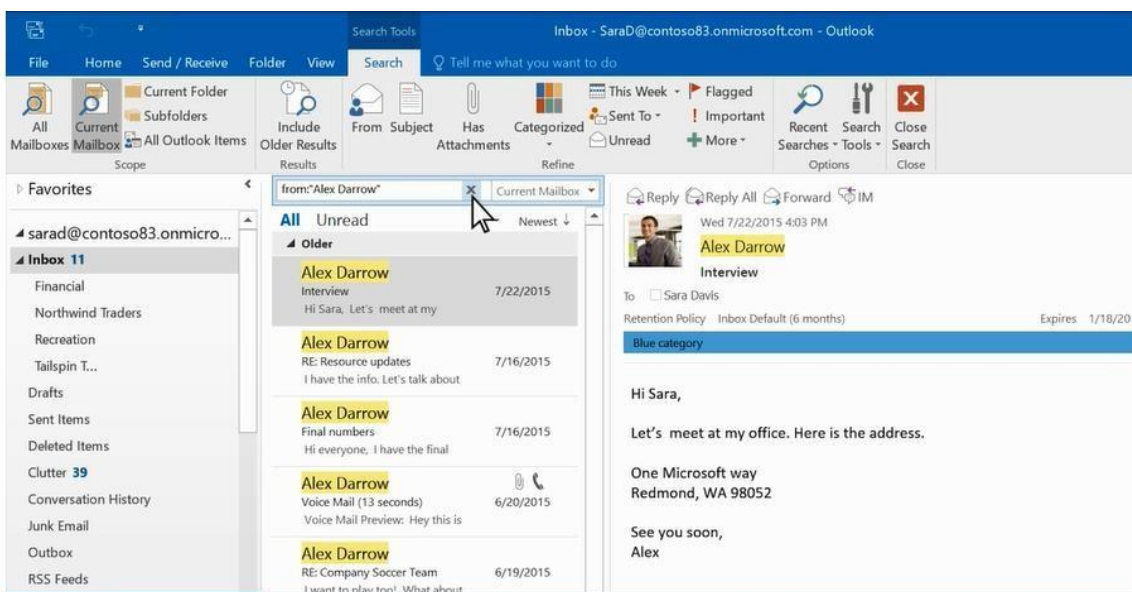 Search Tools
Inbox - SaraD@contoso83.onmicrosoft.com - Outlook
File Home Send / Receive Folder View Search Tell me what you want to do
All Mailboxes
Current Mailbox
Current Folder
Subfolders
All Outlook Items
Scope
Include Older Results
Results
From
Subject
Has Attachments
Categorized
This Week
Sent To
Unread
Flagged
Important
More
Refine
Recent Searches
Search Tools
Options
Close Search
Close
Favorites
sarad@contoso83.onmicro...
Inbox 11
Financial
Northwind Traders
Recreation
Tailspin T...
Drafts
Sent Items
Deleted Items
Clutter 39
Conversation History
Junk Email
Outbox
RSS Feeds
from:"Alex Darrow" Current Mailbox
All Unread Newest ↓
Older
Alex Darrow
Interview 7/22/2015
Hi Sara, Let's meet at my
Alex Darrow
RE: Resource updates 7/16/2015
I have the info. Let's talk about
Alex Darrow
Final numbers 7/16/2015
Hi everyone, I have the final
Alex Darrow
Voice Mail (13 seconds) 6/20/2015
Voice Mail Preview: Hey this is
Alex Darrow
RE: Company Soccer Team 6/19/2015
I want to play too! What about
Reply Reply All Forward IM
Wed 7/22/2015 4:03 PM
Alex Darrow
Interview
To Sara Davis
Retention Policy Inbox Default (6 months) Expires 1/18/20
Blue category
Hi Sara,
Let's meet at my office. Here is the address.
One Microsoft way
Redmond, WA 98052
See you soon,
Alex